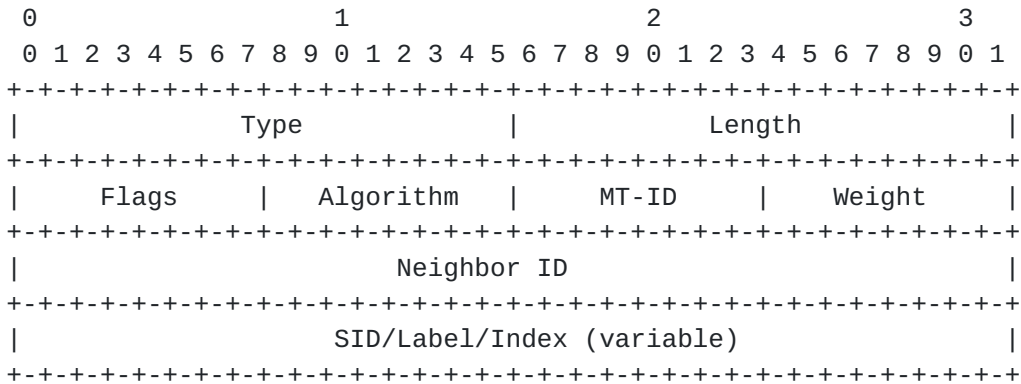 0                   1                   2                   3
 0 1 2 3 4 5 6 7 8 9 0 1 2 3 4 5 6 7 8 9 0 1 2 3 4 5 6 7 8 9 0 1
+-+-+-+-+-+-+-+-+-+-+-+-+-+-+-+-+-+-+-+-+-+-+-+-+-+-+-+-+-+-+-+-+
|              Type             |            Length             |
+-+-+-+-+-+-+-+-+-+-+-+-+-+-+-+-+-+-+-+-+-+-+-+-+-+-+-+-+-+-+-+-+
|     Flags     |   Algorithm   |     MT-ID     |    Weight     |
+-+-+-+-+-+-+-+-+-+-+-+-+-+-+-+-+-+-+-+-+-+-+-+-+-+-+-+-+-+-+-+-+
|                        Neighbor ID                            |
+-+-+-+-+-+-+-+-+-+-+-+-+-+-+-+-+-+-+-+-+-+-+-+-+-+-+-+-+-+-+-+-+
|                    SID/Label/Index (variable)                 |
+-+-+-+-+-+-+-+-+-+-+-+-+-+-+-+-+-+-+-+-+-+-+-+-+-+-+-+-+-+-+-+-+